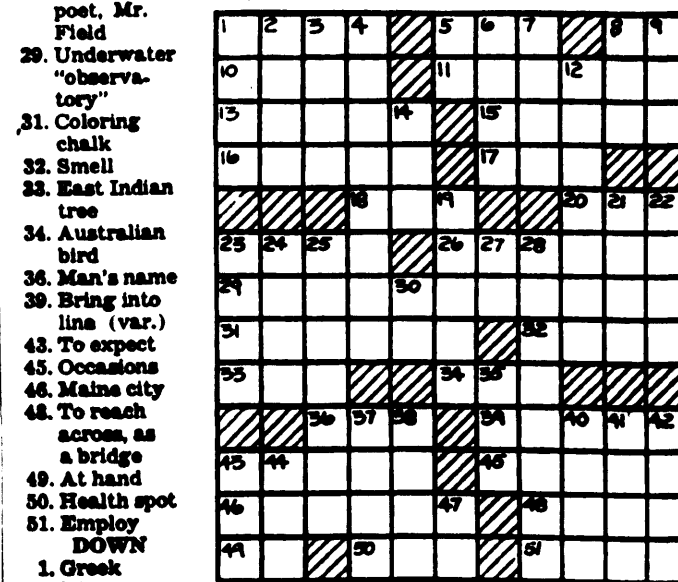 poet, Mr.
Field
29. Underwater
"observa-
tory"
31. Coloring
chalk
32. Smell
33. East Indian
tree
34. Australian
bird
36. Man's name
39. Bring into
line (var.)
43. To expect
45. Occasions
46. Maine city
48. To reach
across, as
a bridge
49. At hand
50. Health spot
51. Employ
DOWN
1. Greek
1 2 3 4 5 6 7 8 9
10 11 12
13 14 15
16 17
18 19 20 21 22
23 24 25 26 27 28
29 30
31 32
33 34 35
36 37 38 39 40 41 42
43 44 45
46 47 48
49 50 51